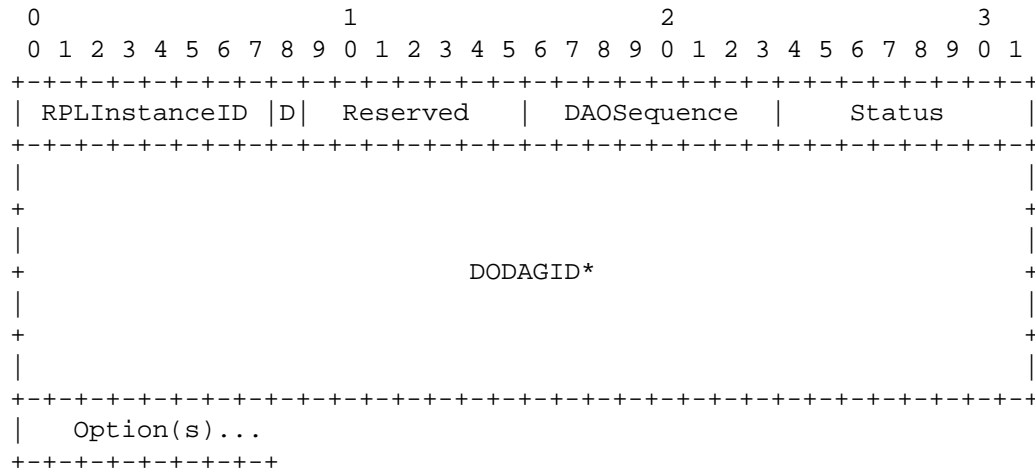 0                   1                   2                   3
 0 1 2 3 4 5 6 7 8 9 0 1 2 3 4 5 6 7 8 9 0 1 2 3 4 5 6 7 8 9 0 1
+-+-+-+-+-+-+-+-+-+-+-+-+-+-+-+-+-+-+-+-+-+-+-+-+-+-+-+-+-+-+-+-+
| RPLInstanceID |D|  Reserved   |  DAOSequence  |    Status     |
+-+-+-+-+-+-+-+-+-+-+-+-+-+-+-+-+-+-+-+-+-+-+-+-+-+-+-+-+-+-+-+-+
|                                                               |
+                                                               +
|                                                               |
+                            DODAGID*                           +
|                                                               |
+                                                               +
|                                                               |
+-+-+-+-+-+-+-+-+-+-+-+-+-+-+-+-+-+-+-+-+-+-+-+-+-+-+-+-+-+-+-+-+
|   Option(s)...
+-+-+-+-+-+-+-+-+